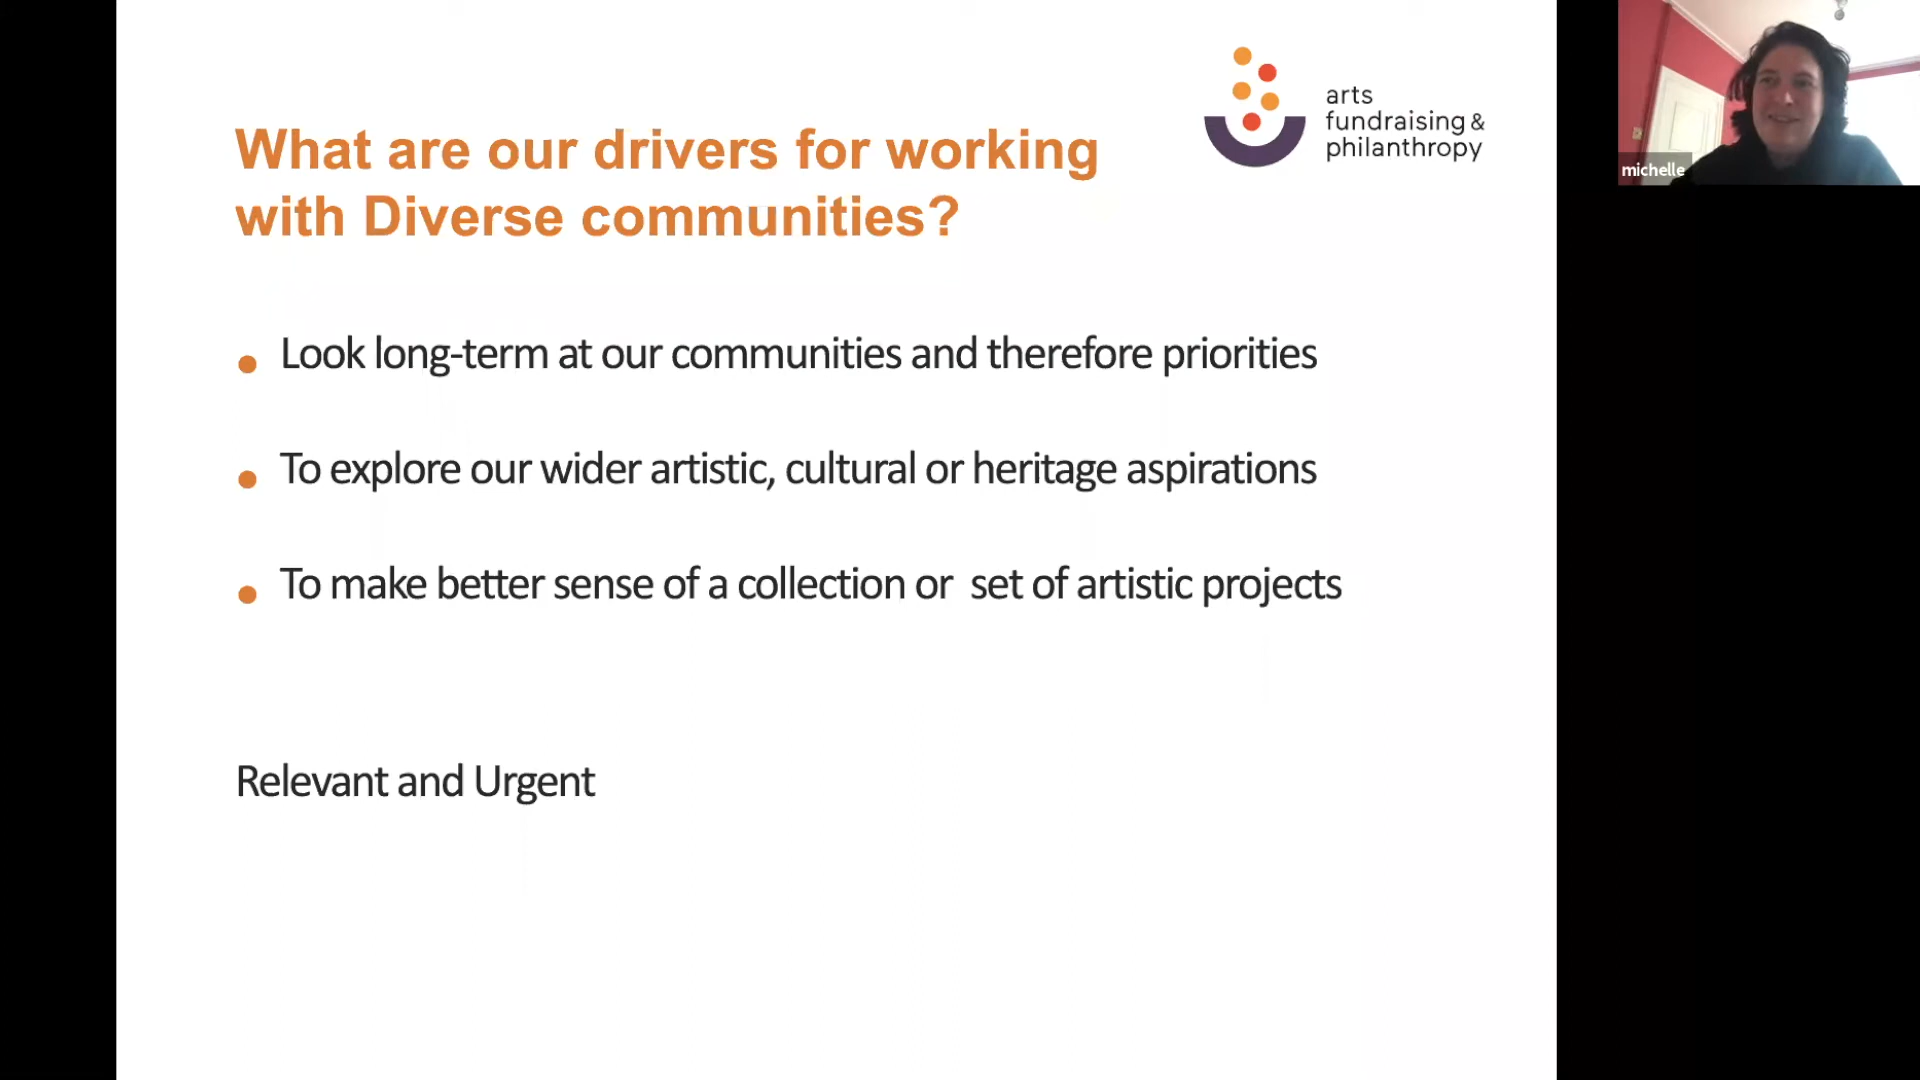 What are our drivers for working
with Diverse communities?
arts
fundraising &
philanthropy
michelle
Look long-term at our communities and therefore priorities
To explore our wider artistic, cultural or heritage aspirations
To make better sense of a collection or  set of artistic projects
Relevant and Urgent